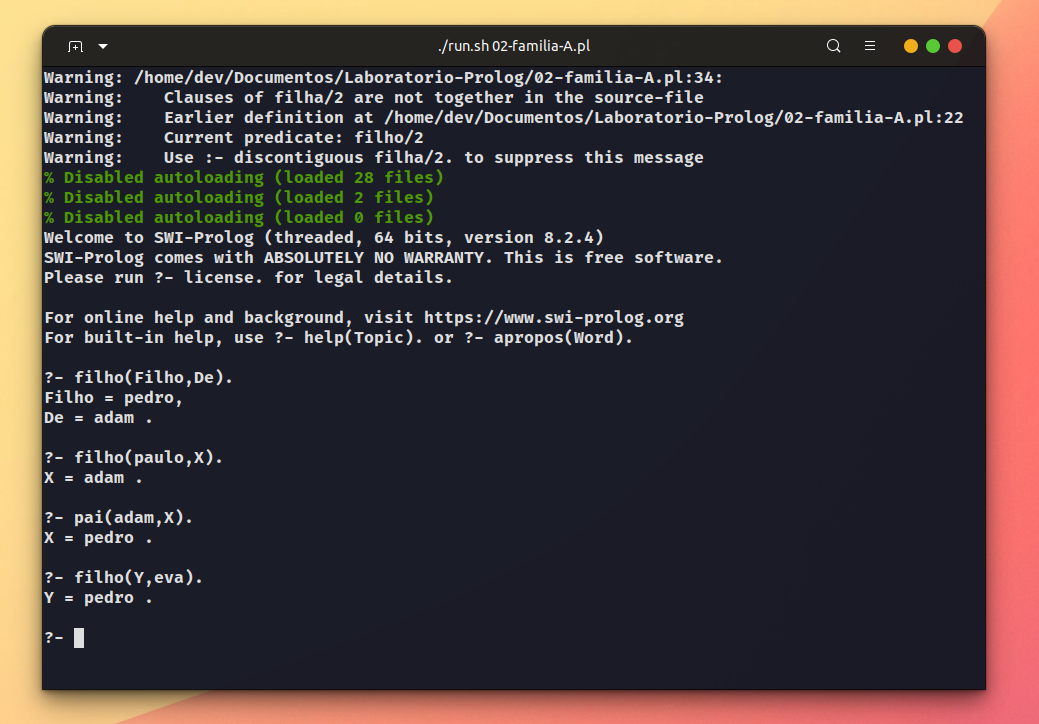 ./run.sh 02-familia-A.pl
Warning: /home/dev/Documentos/Laboratorio-Prolog/02-familia-A.pl:34:
Warning:    Clauses of filha/2 are not together in the source-file
Warning:    Earlier definition at /home/dev/Documentos/Laboratorio-Prolog/02-familia-A.pl:22
Warning:    Current predicate: filho/2
Warning:    Use :- discontiguous filha/2. to suppress this message
% Disabled autoloading (loaded 28 files)
% Disabled autoloading (loaded 2 files)
% Disabled autoloading (loaded 0 files)
Welcome to SWI-Prolog (threaded, 64 bits, version 8.2.4)
SWI-Prolog comes with ABSOLUTELY NO WARRANTY. This is free software.
Please run ?- license. for legal details.
For online help and background, visit https://www.swi-prolog.org
For built-in help, use ?- help(Topic). or ?- apropos(Word).
?- filho(Filho,De).
Filho = pedro,
De = adam .
?- filho(paulo,X).
X = adam .
?- pai(adam,X).
X = pedro .
?- filho(Y,eva).
Y = pedro .
?-